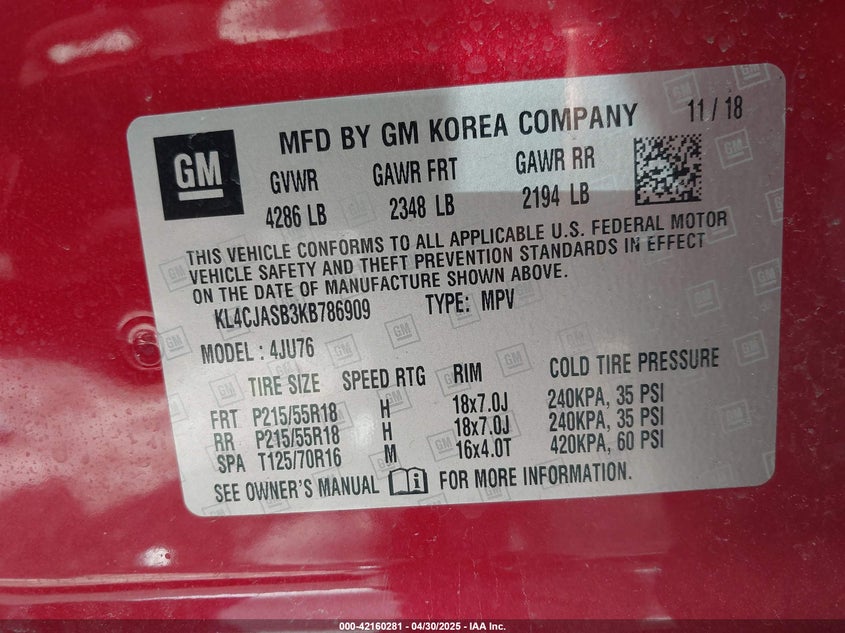 MFD BY GM KOREA COMPANY 11 / 18
GM
GVWR GAWR FRT GAWR RR
4286 LB 2348 LB 2194 LB
THIS VEHICLE CONFORMS TO ALL APPLICABLE U.S. FEDERAL MOTOR
VEHICLE SAFETY AND THEFT PREVENTION STANDARDS IN EFFECT
ON THE DATE OF MANUFACTURE SHOWN ABOVE.
KL4CJASB3KB786909 TYPE: MPV
MODEL : 4JU76
TIRE SIZE SPEED RTG RIM COLD TIRE PRESSURE
FRT P215/55R18 H 18x7.0J 240KPA, 35 PSI
RR P215/55R18 H 18x7.0J 240KPA, 35 PSI
SPA T125/70R16 M 16x4.0T 420KPA, 60 PSI
SEE OWNER'S MANUAL FOR MORE INFORMATION.
000-42160281 - 04/30/2025 - IAA Inc.